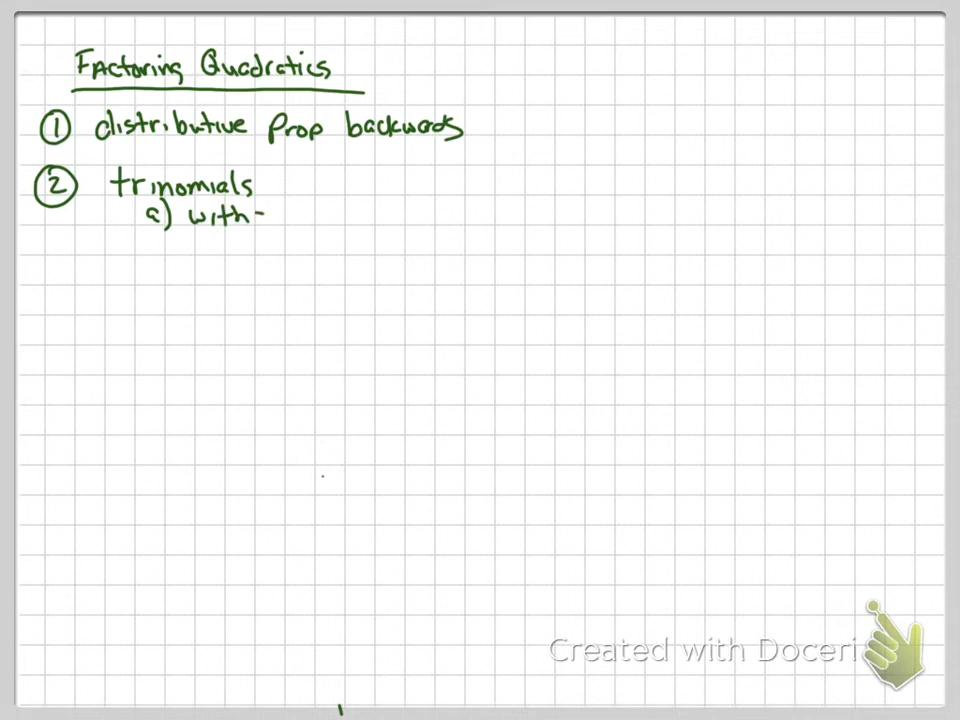 Factoring Quadratics
① distributive Prop backwards
② trinomials
a) with
Created with Doceri